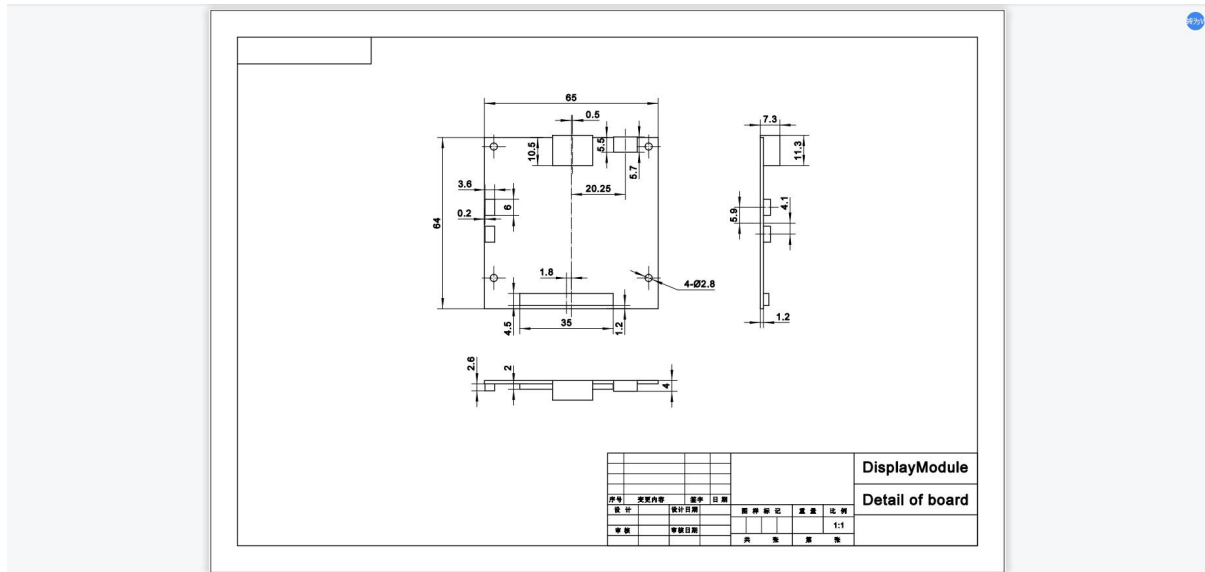 转为W
65
0.5
10.5
5.5
5.7
7.3
11.3
3.6
6
20.25
0.2
64
5.9
4.1
1.8
4-Ø2.8
4.5
35
1.2
1.2
2.6
2
4
DisplayModule
Detail of board
序号 变更内容 签字 日期
设计 设计日期
图样标记 重量 比例
1:1
审核 审核日期
共 张 第 张